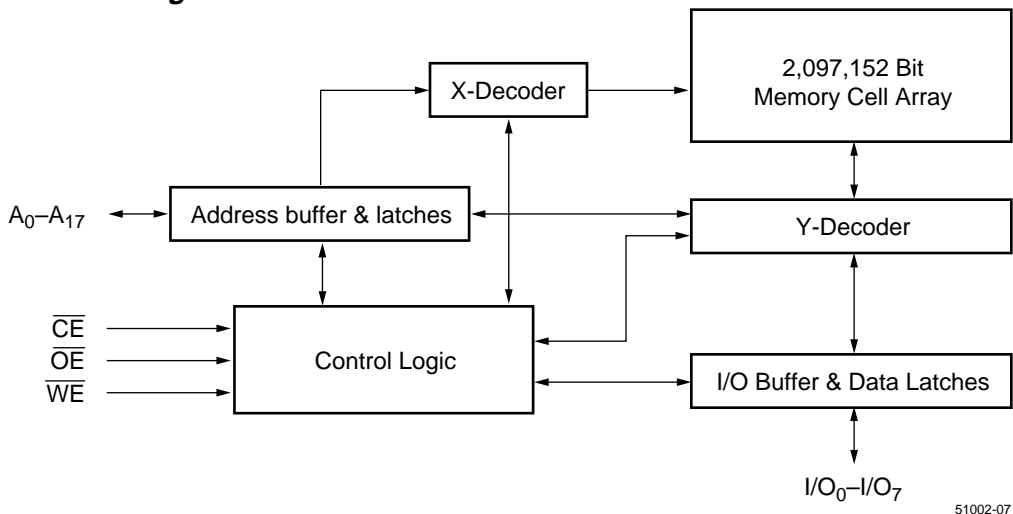 X-Decoder
2,097,152 Bit
Memory Cell Array
A0–A17
Address buffer & latches
Y-Decoder
CE
OE
WE
Control Logic
I/O Buffer & Data Latches
I/O0–I/O7
51002-07